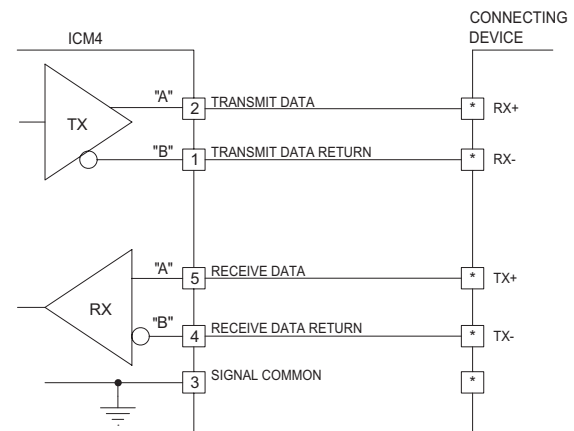 CONNECTING
DEVICE
ICM4
"A" 2 TRANSMIT DATA * RX+
TX
"B" 1 TRANSMIT DATA RETURN * RX-
"A" 5 RECEIVE DATA * TX+
RX
"B" 4 RECEIVE DATA RETURN * TX-
3 SIGNAL COMMON *